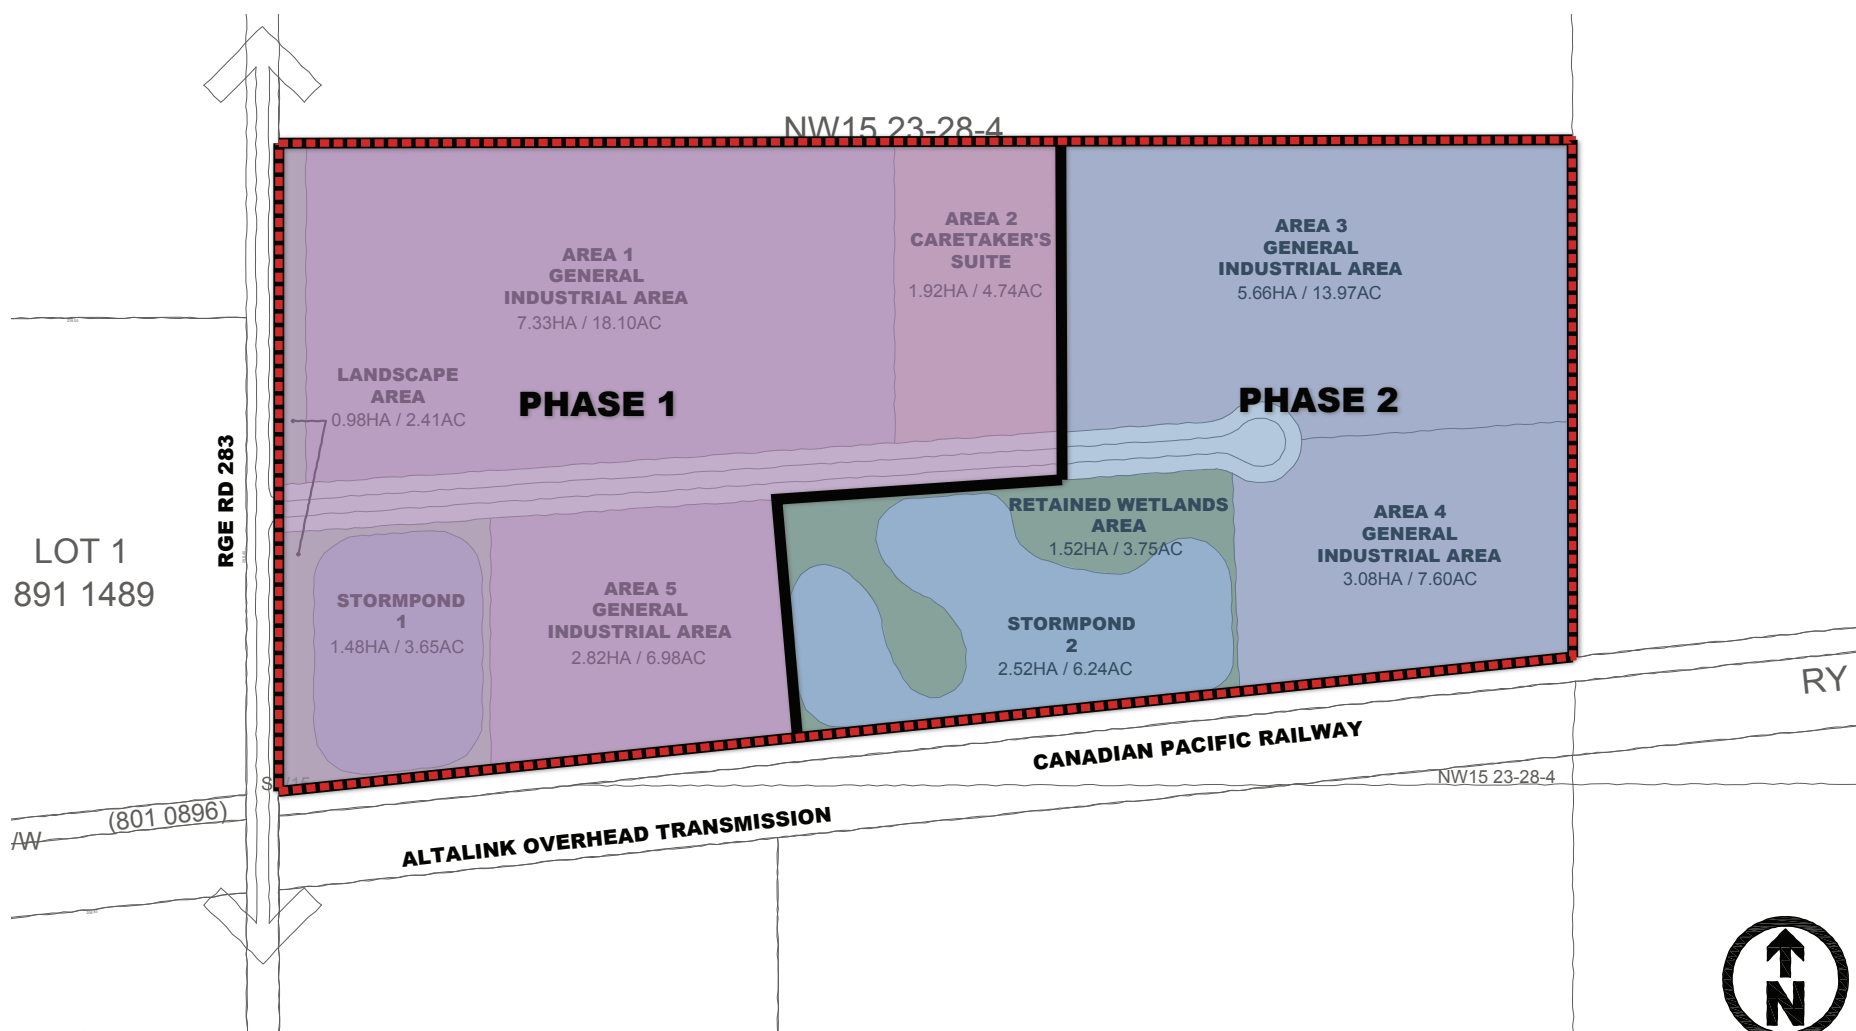 NW15 23-28-4
AREA 1
GENERAL
INDUSTRIAL AREA
7.33HA / 18.10AC
AREA 2
CARETAKER'S
SUITE
1.92HA / 4.74AC
AREA 3
GENERAL
INDUSTRIAL AREA
5.66HA / 13.97AC
LANDSCAPE
AREA
0.98HA / 2.41AC
PHASE 1
PHASE 2
RGE RD 283
LOT 1
891 1489
RETAINED WETLANDS
AREA
1.52HA / 3.75AC
AREA 4
GENERAL
INDUSTRIAL AREA
3.08HA / 7.60AC
STORMPOND
1
1.48HA / 3.65AC
AREA 5
GENERAL
INDUSTRIAL AREA
2.82HA / 6.98AC
STORMPOND
2
2.52HA / 6.24AC
RY
CANADIAN PACIFIC RAILWAY
NW15 23-28-4
(801 0896)
/W
ALTALINK OVERHEAD TRANSMISSION
N